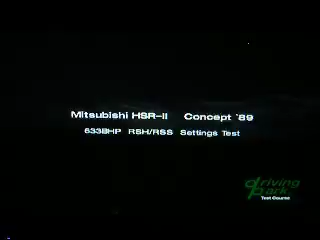 Mitsubishi HSR-II Concept '89
633BHP RSH/RSS Settings Test
driving
park
Test Course